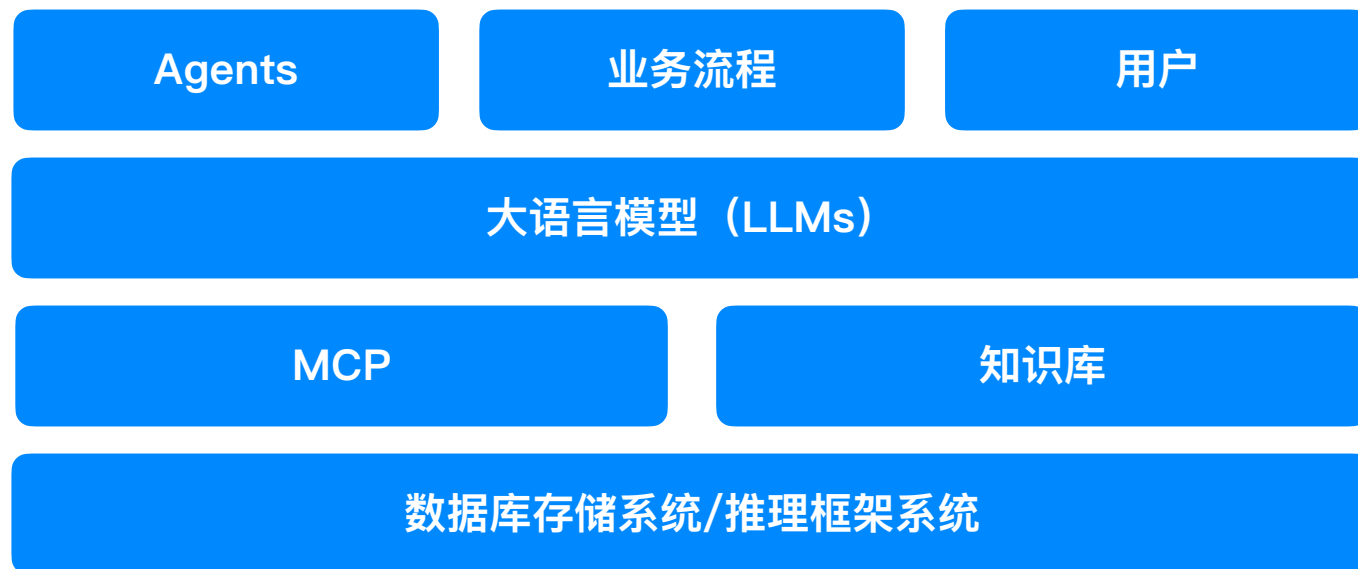 Agents
业务流程
用户
大语言模型（LLMs）
MCP
知识库
数据库存储系统/推理框架系统